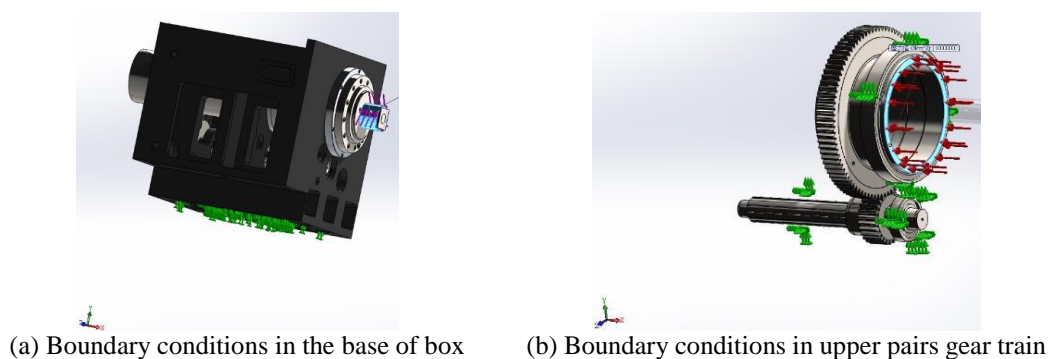 (a) Boundary conditions in the base of box
(b) Boundary conditions in upper pairs gear train